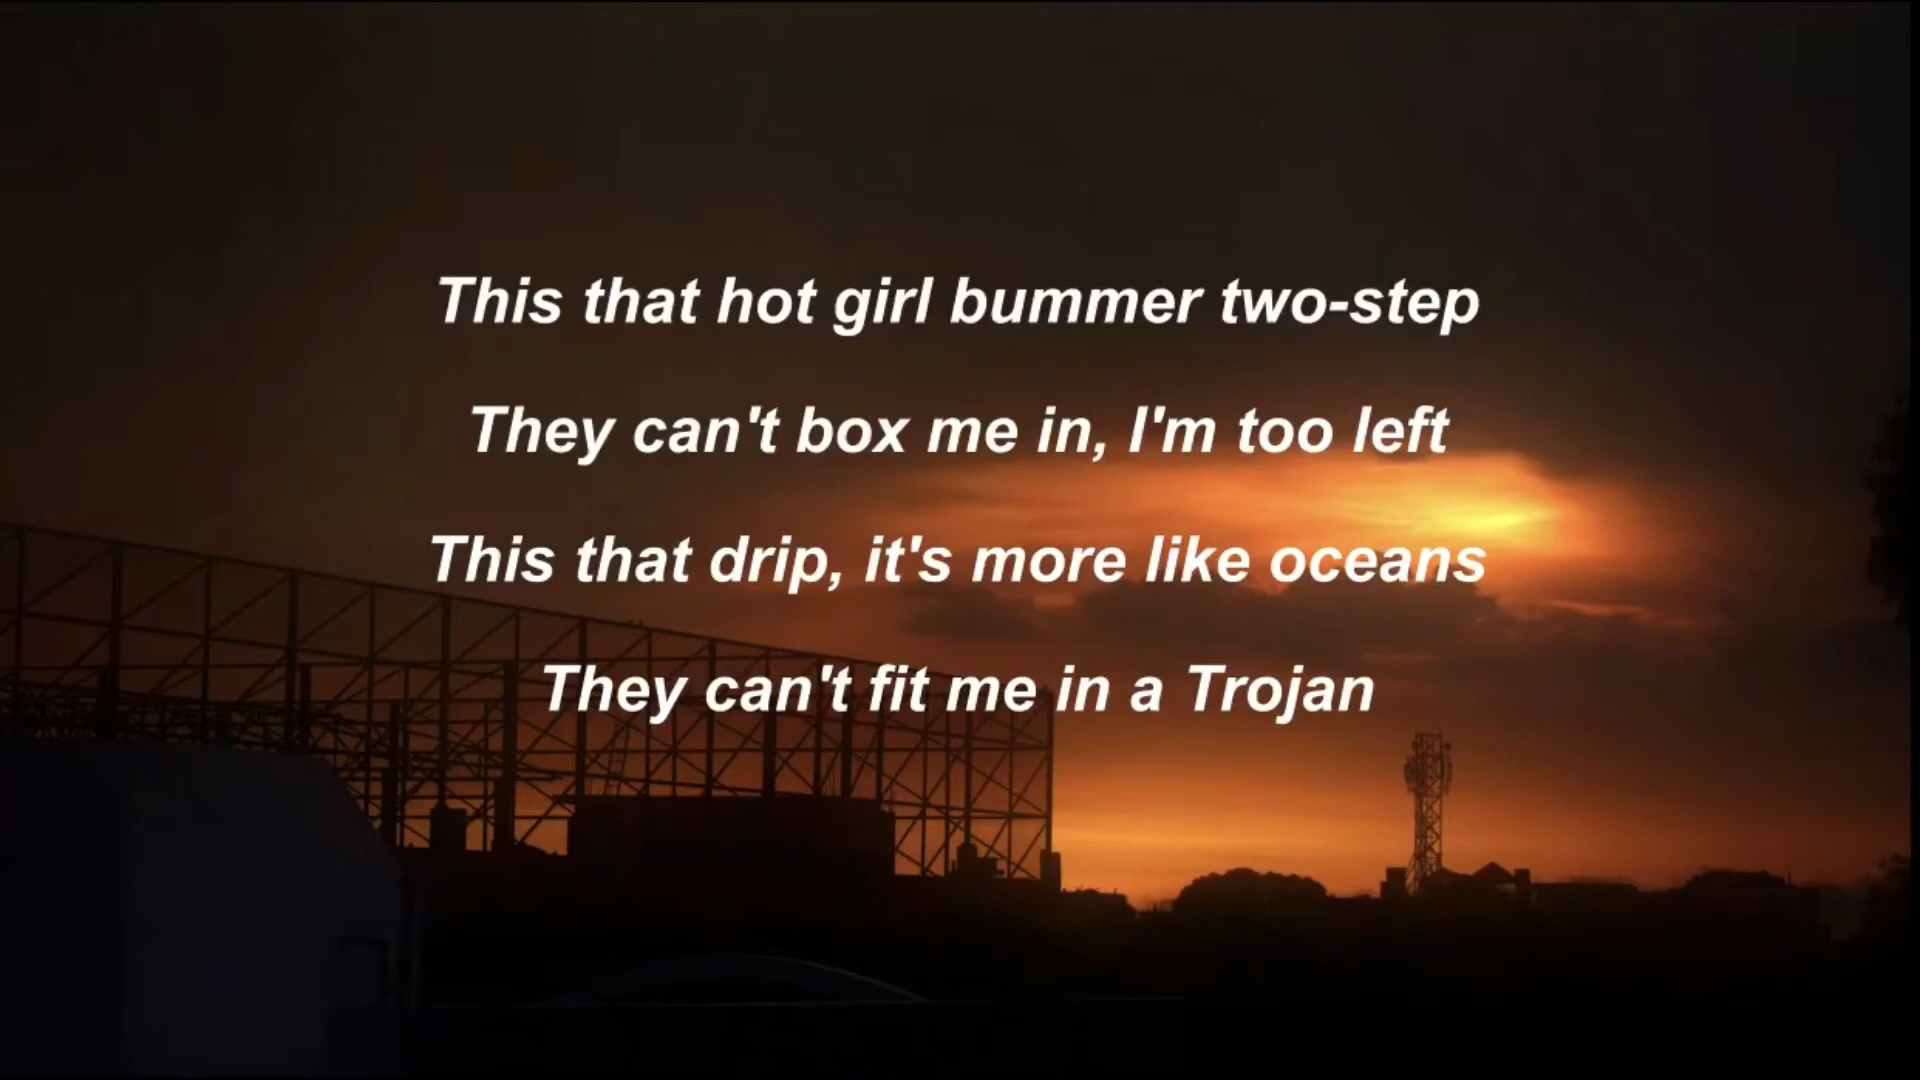 This that hot girl bummer two-step
They can't box me in, I'm too left
This that drip, it's more like oceans
They can't fit me in a Trojan